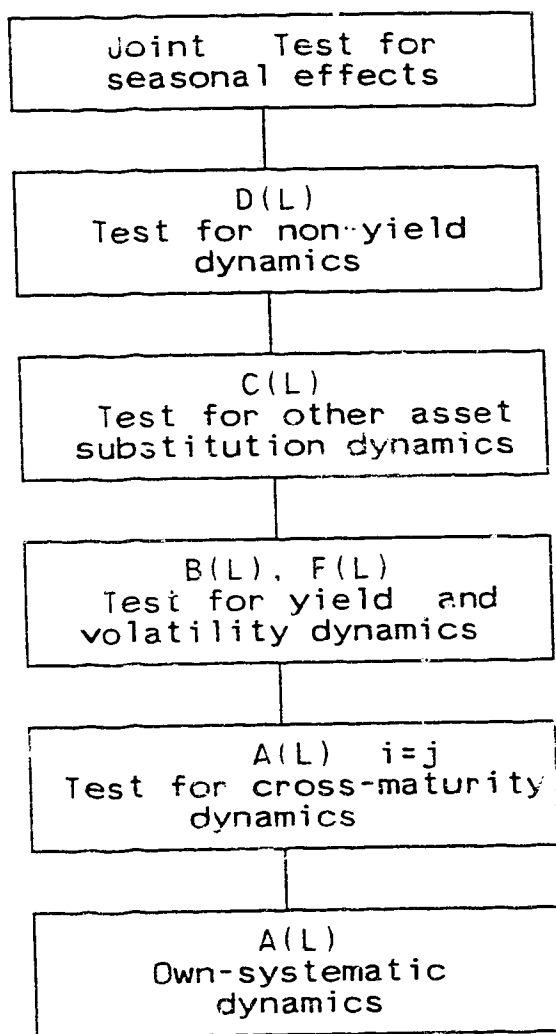 Joint Test for
seasonal effects
D(L)
Test for non-yield
dynamics
C(L)
Test for other asset
substitution dynamics
B(L), F(L)
Test for yield and
volatility dynamics
A(L) i=j
Test for cross-maturity
dynamics
A(L)
Own-systematic
dynamics